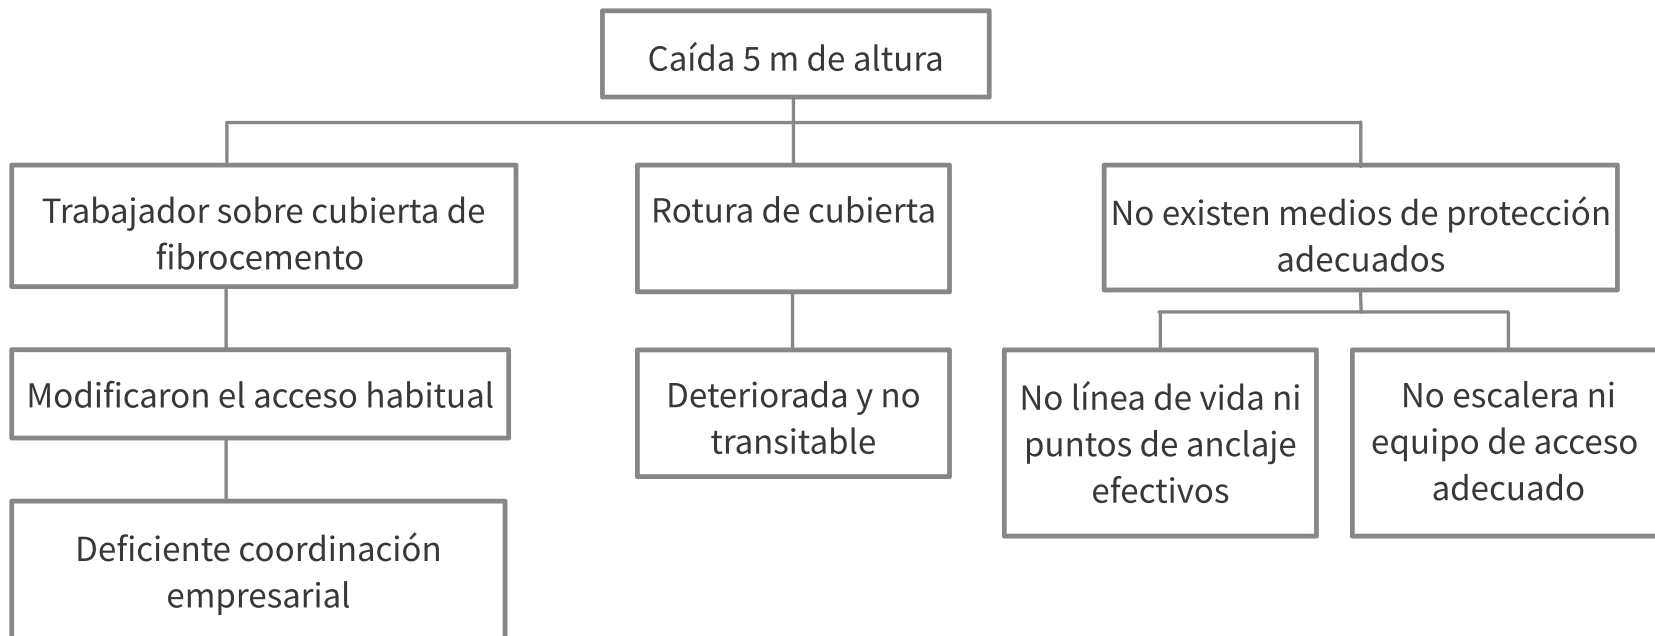 Caída 5 m de altura
Trabajador sobre cubierta de
fibrocemento
Rotura de cubierta
No existen medios de protección
adecuados
Modificaron el acceso habitual
Deteriorada y no
transitable
No línea de vida ni
puntos de anclaje
efectivos
No escalera ni
equipo de acceso
adecuado
Deficiente coordinación
empresarial